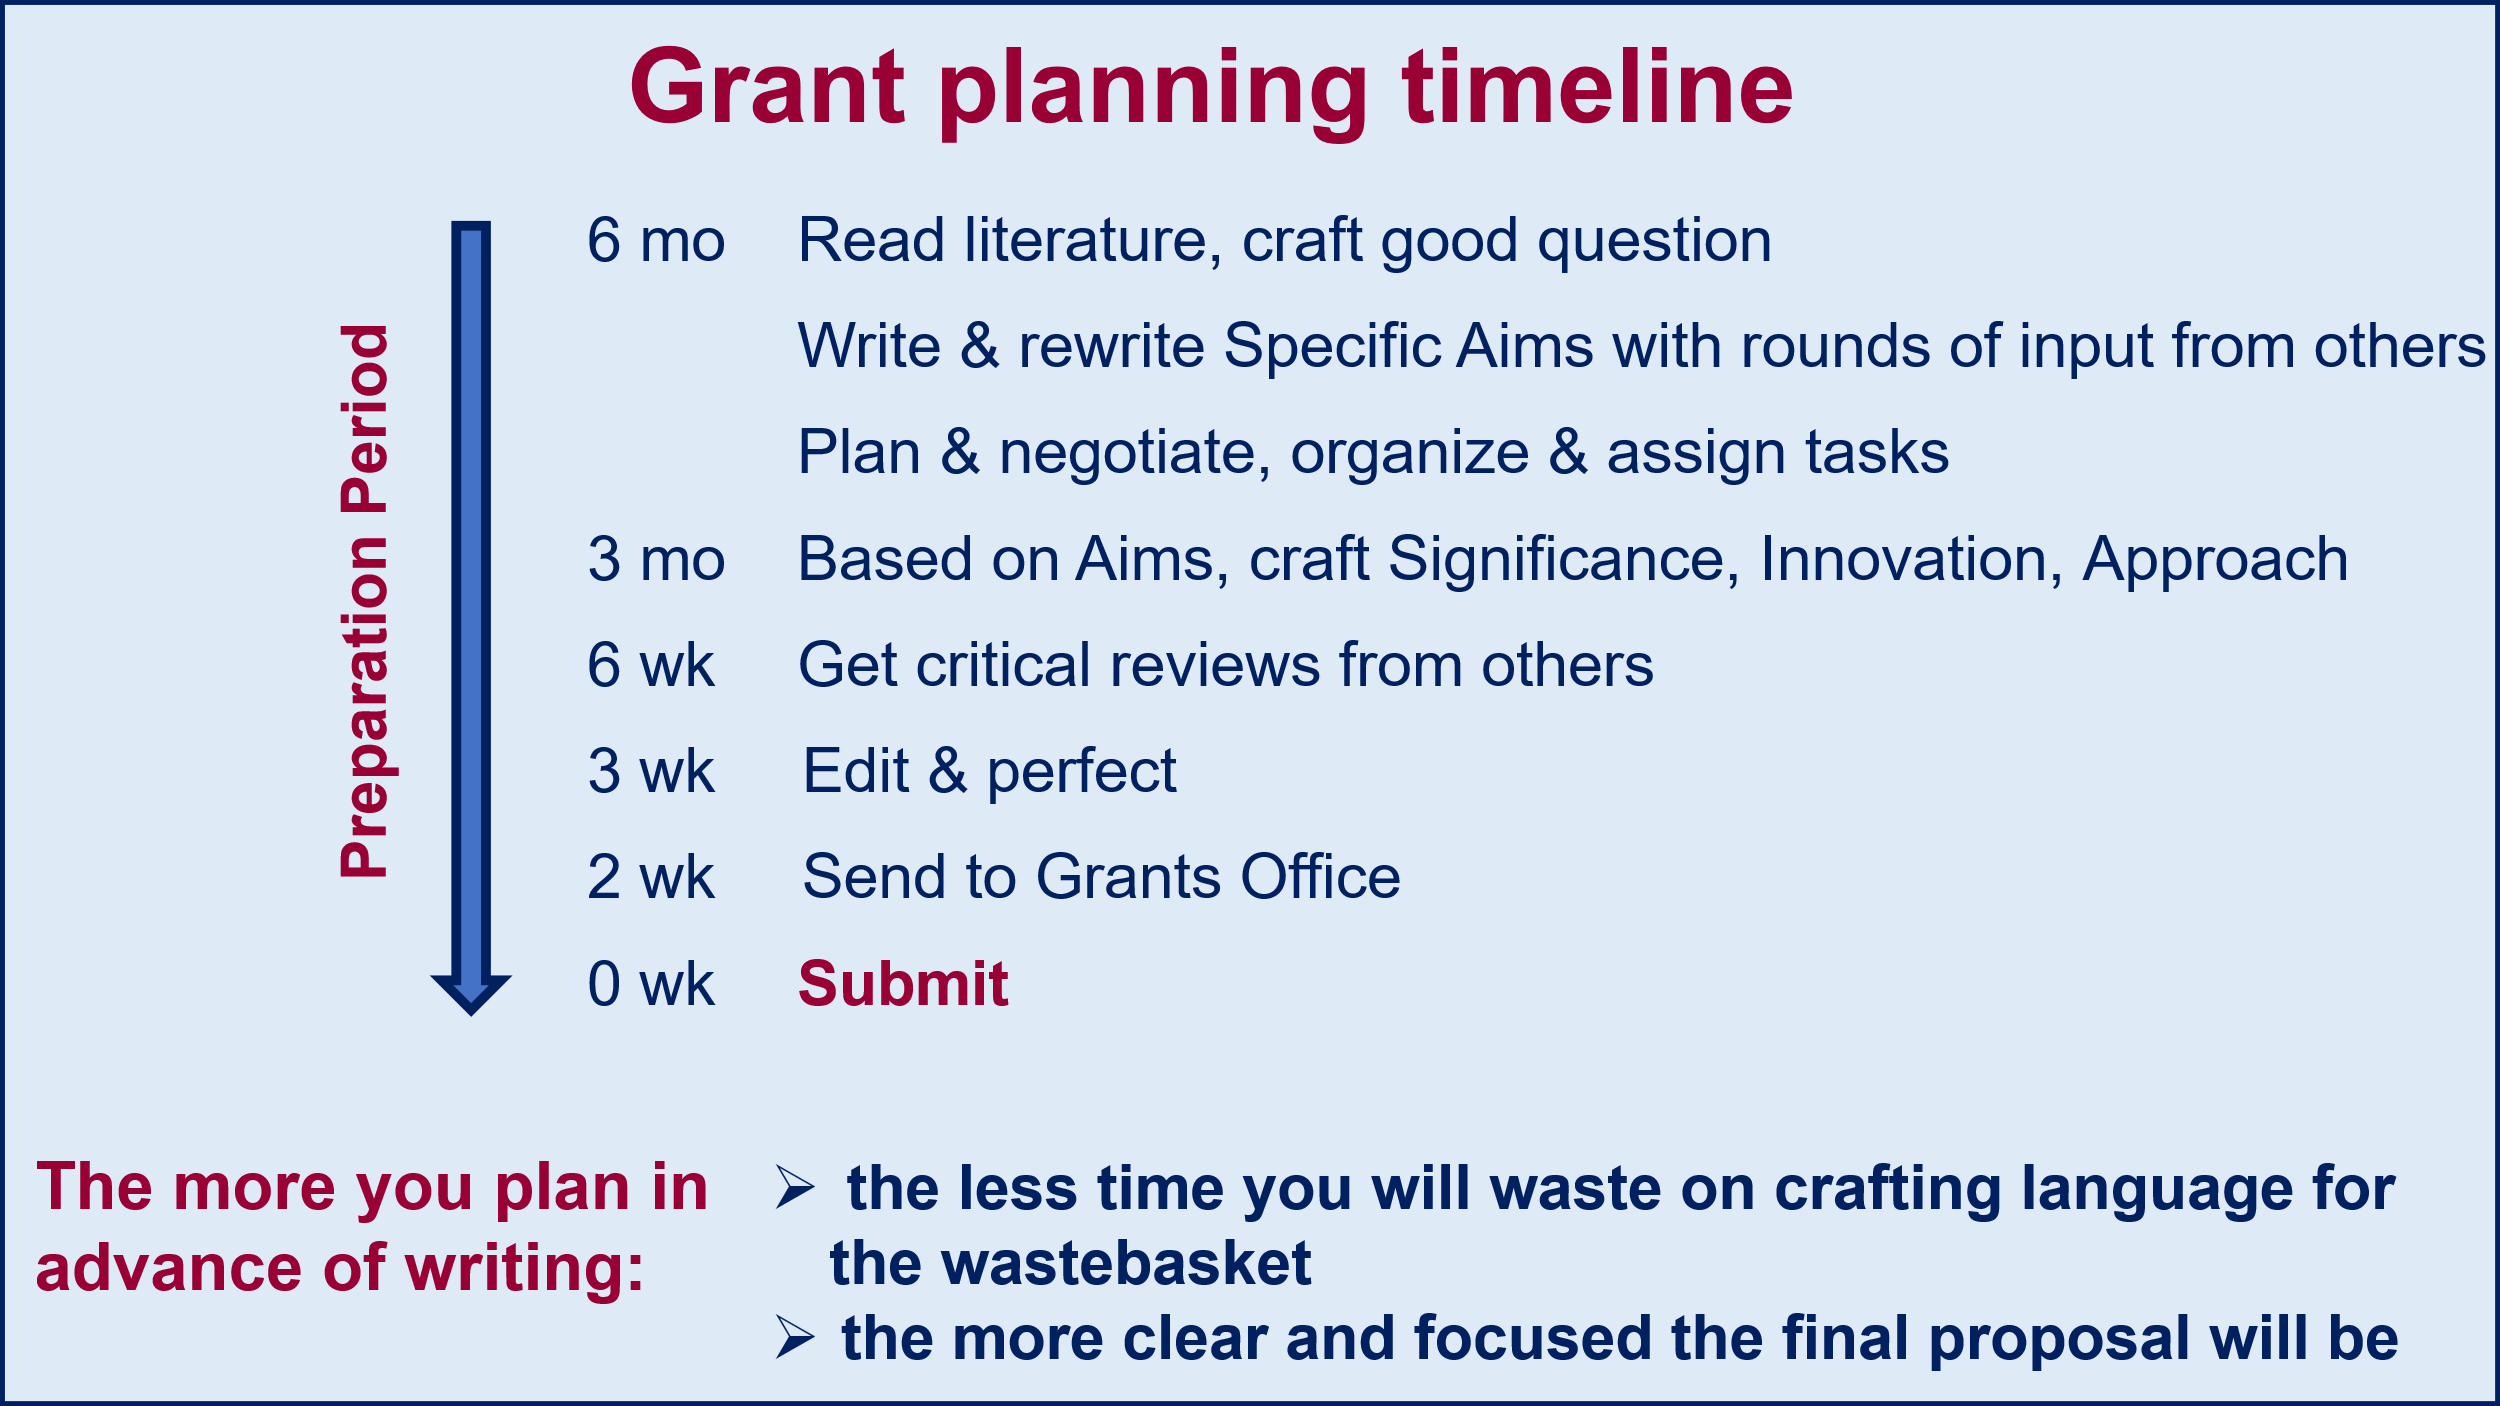 Grant planning timeline
Preparation Period
6 mo Read literature, craft good question
Write & rewrite Specific Aims with rounds of input from others
Plan & negotiate, organize & assign tasks
3 mo Based on Aims, craft Significance, Innovation, Approach
6 wk Get critical reviews from others
3 wk Edit & perfect
2 wk Send to Grants Office
0 wk Submit
The more you plan in
advance of writing:
➢ the less time you will waste on crafting language for
the wastebasket
➢ the more clear and focused the final proposal will be